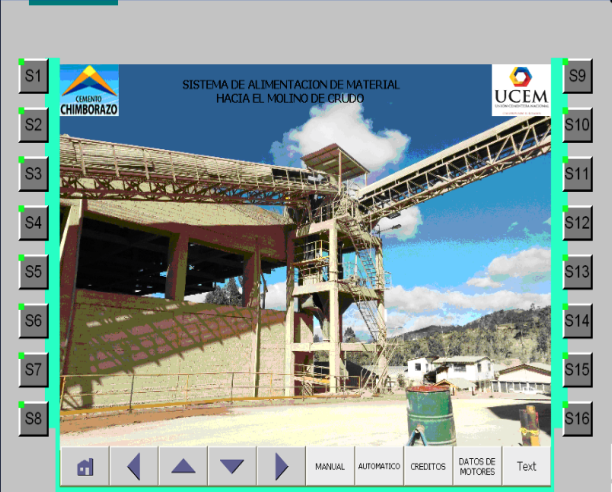 S1
S2
S3
S4
S5
S6
S7
S8
CEMENTO
CHIMBORAZO
SISTEMA DE ALIMENTACION DE MATERIAL
HACIA EL MOLINO DE CRUDO
UCEM
S9
S10
S11
S12
S13
S14
S15
S16
MANUAL
AUTOMATICO
CREDITOS
DATOS DE
MOTORES
Text